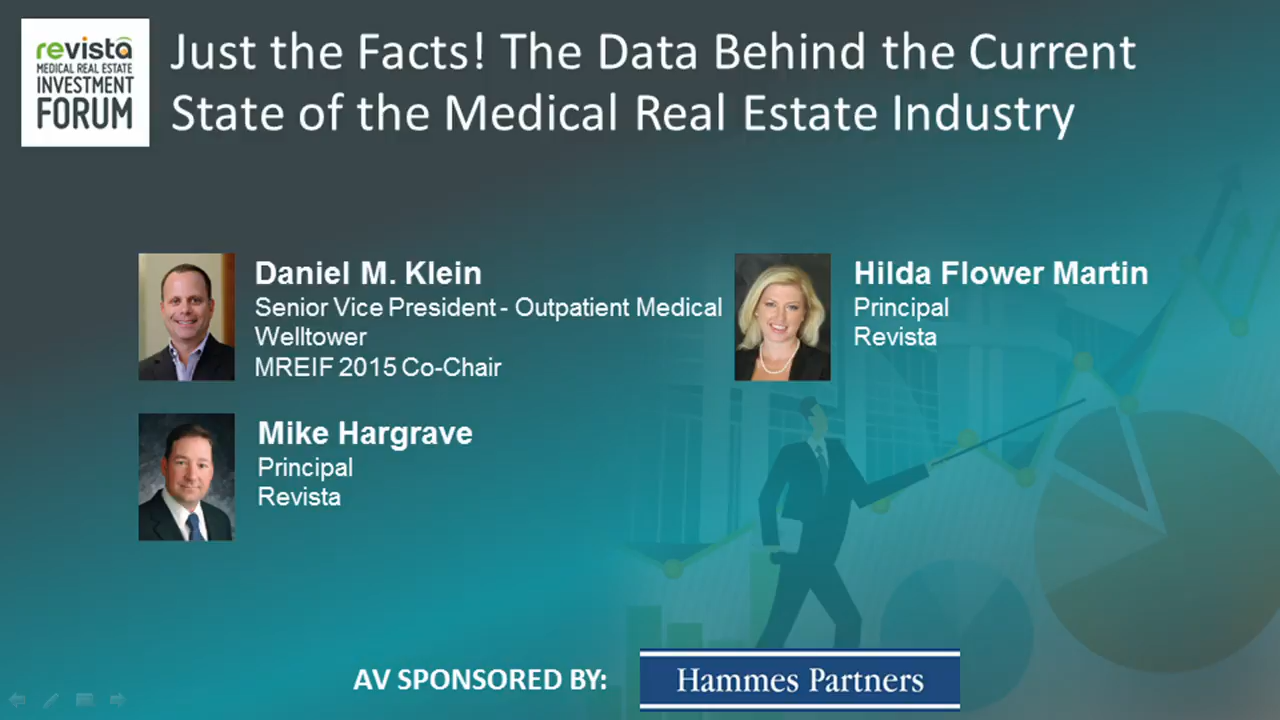 revista
MEDICAL REAL ESTATE
INVESTMENT
FORUM
Just the Facts! The Data Behind the Current
State of the Medical Real Estate Industry
Daniel M. Klein
Senior Vice President - Outpatient Medical
Welltower
MREIF 2015 Co-Chair
Hilda Flower Martin
Principal
Revista
Mike Hargrave
Principal
Revista
AV SPONSORED BY:
Hammes Partners